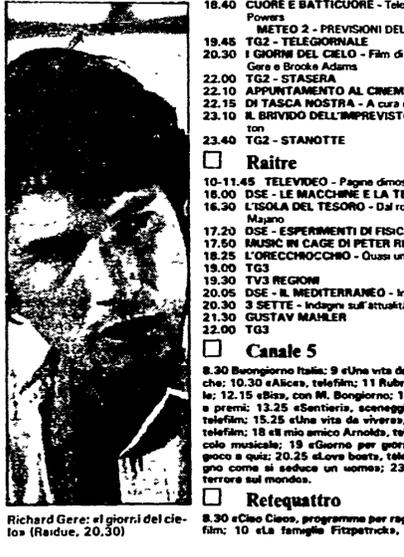 18.40 CUORE E BATTICUORE - Tele
Powers
METEO 2 - PREVISIONI DEL
19.45 TG2 - TELEGIORNALE
20.30 I GIORNI DEL CIELO - Film di
Gere e Brooke Adams
22.00 TG2 - STASERA
22.10 APPUNTAMENTO AL CINEM
22.15 DI TASCA NOSTRA - A cura
23.10 IL BRIVIDO DELL'IMPREVISTO
ton
23.40 TG2 - STANOTTE
Raitre
10-11.45 TELEVIDEO - Pagine dimos
16.00 DSE - LE MACCHINE E LA TE
16.30 L'ISOLA DEL TESORO - Dal ro
Majano
17.20 DSE - ESPERIMENTI DI FISICA
17.50 MUSIC IN CAGE DI PETER RI
18.25 L'ORECCHIOCCHIO - Quasi un
19.00 TG3
19.30 TV3 REGIONI
20.05 DSE - IL MEDITERRANEO - In
20.30 3 SETTE - Indagini sull'attualità
21.30 GUSTAV MAHLER
22.00 TG3
Canale 5
8.30 Buongiorno Italia; 9 «Una vita da
che; 10.30 «Alice», telefilm; 11 Rubr
le; 12.15 «Bis», con M. Bongiorno; 1
a premi; 13.25 «Sentieri», scenegg
telefilm; 15.25 «Una vita da vivere»,
telefilm; 18 «Il mio amico Arnold», te
colo musicale; 19 «Giorno per giorn
gioco a quiz; 20.25 «Love boat», tele
gno come si seduce un uomo»; 23
terrore sul mondo».
Retequattro
8.30 «Ciao Ciao», programma per rag
film; 10 «La famiglia Fitzpatrick»,
Richard Gere: «I giorni del cie-
lo» (Raidue, 20,30)